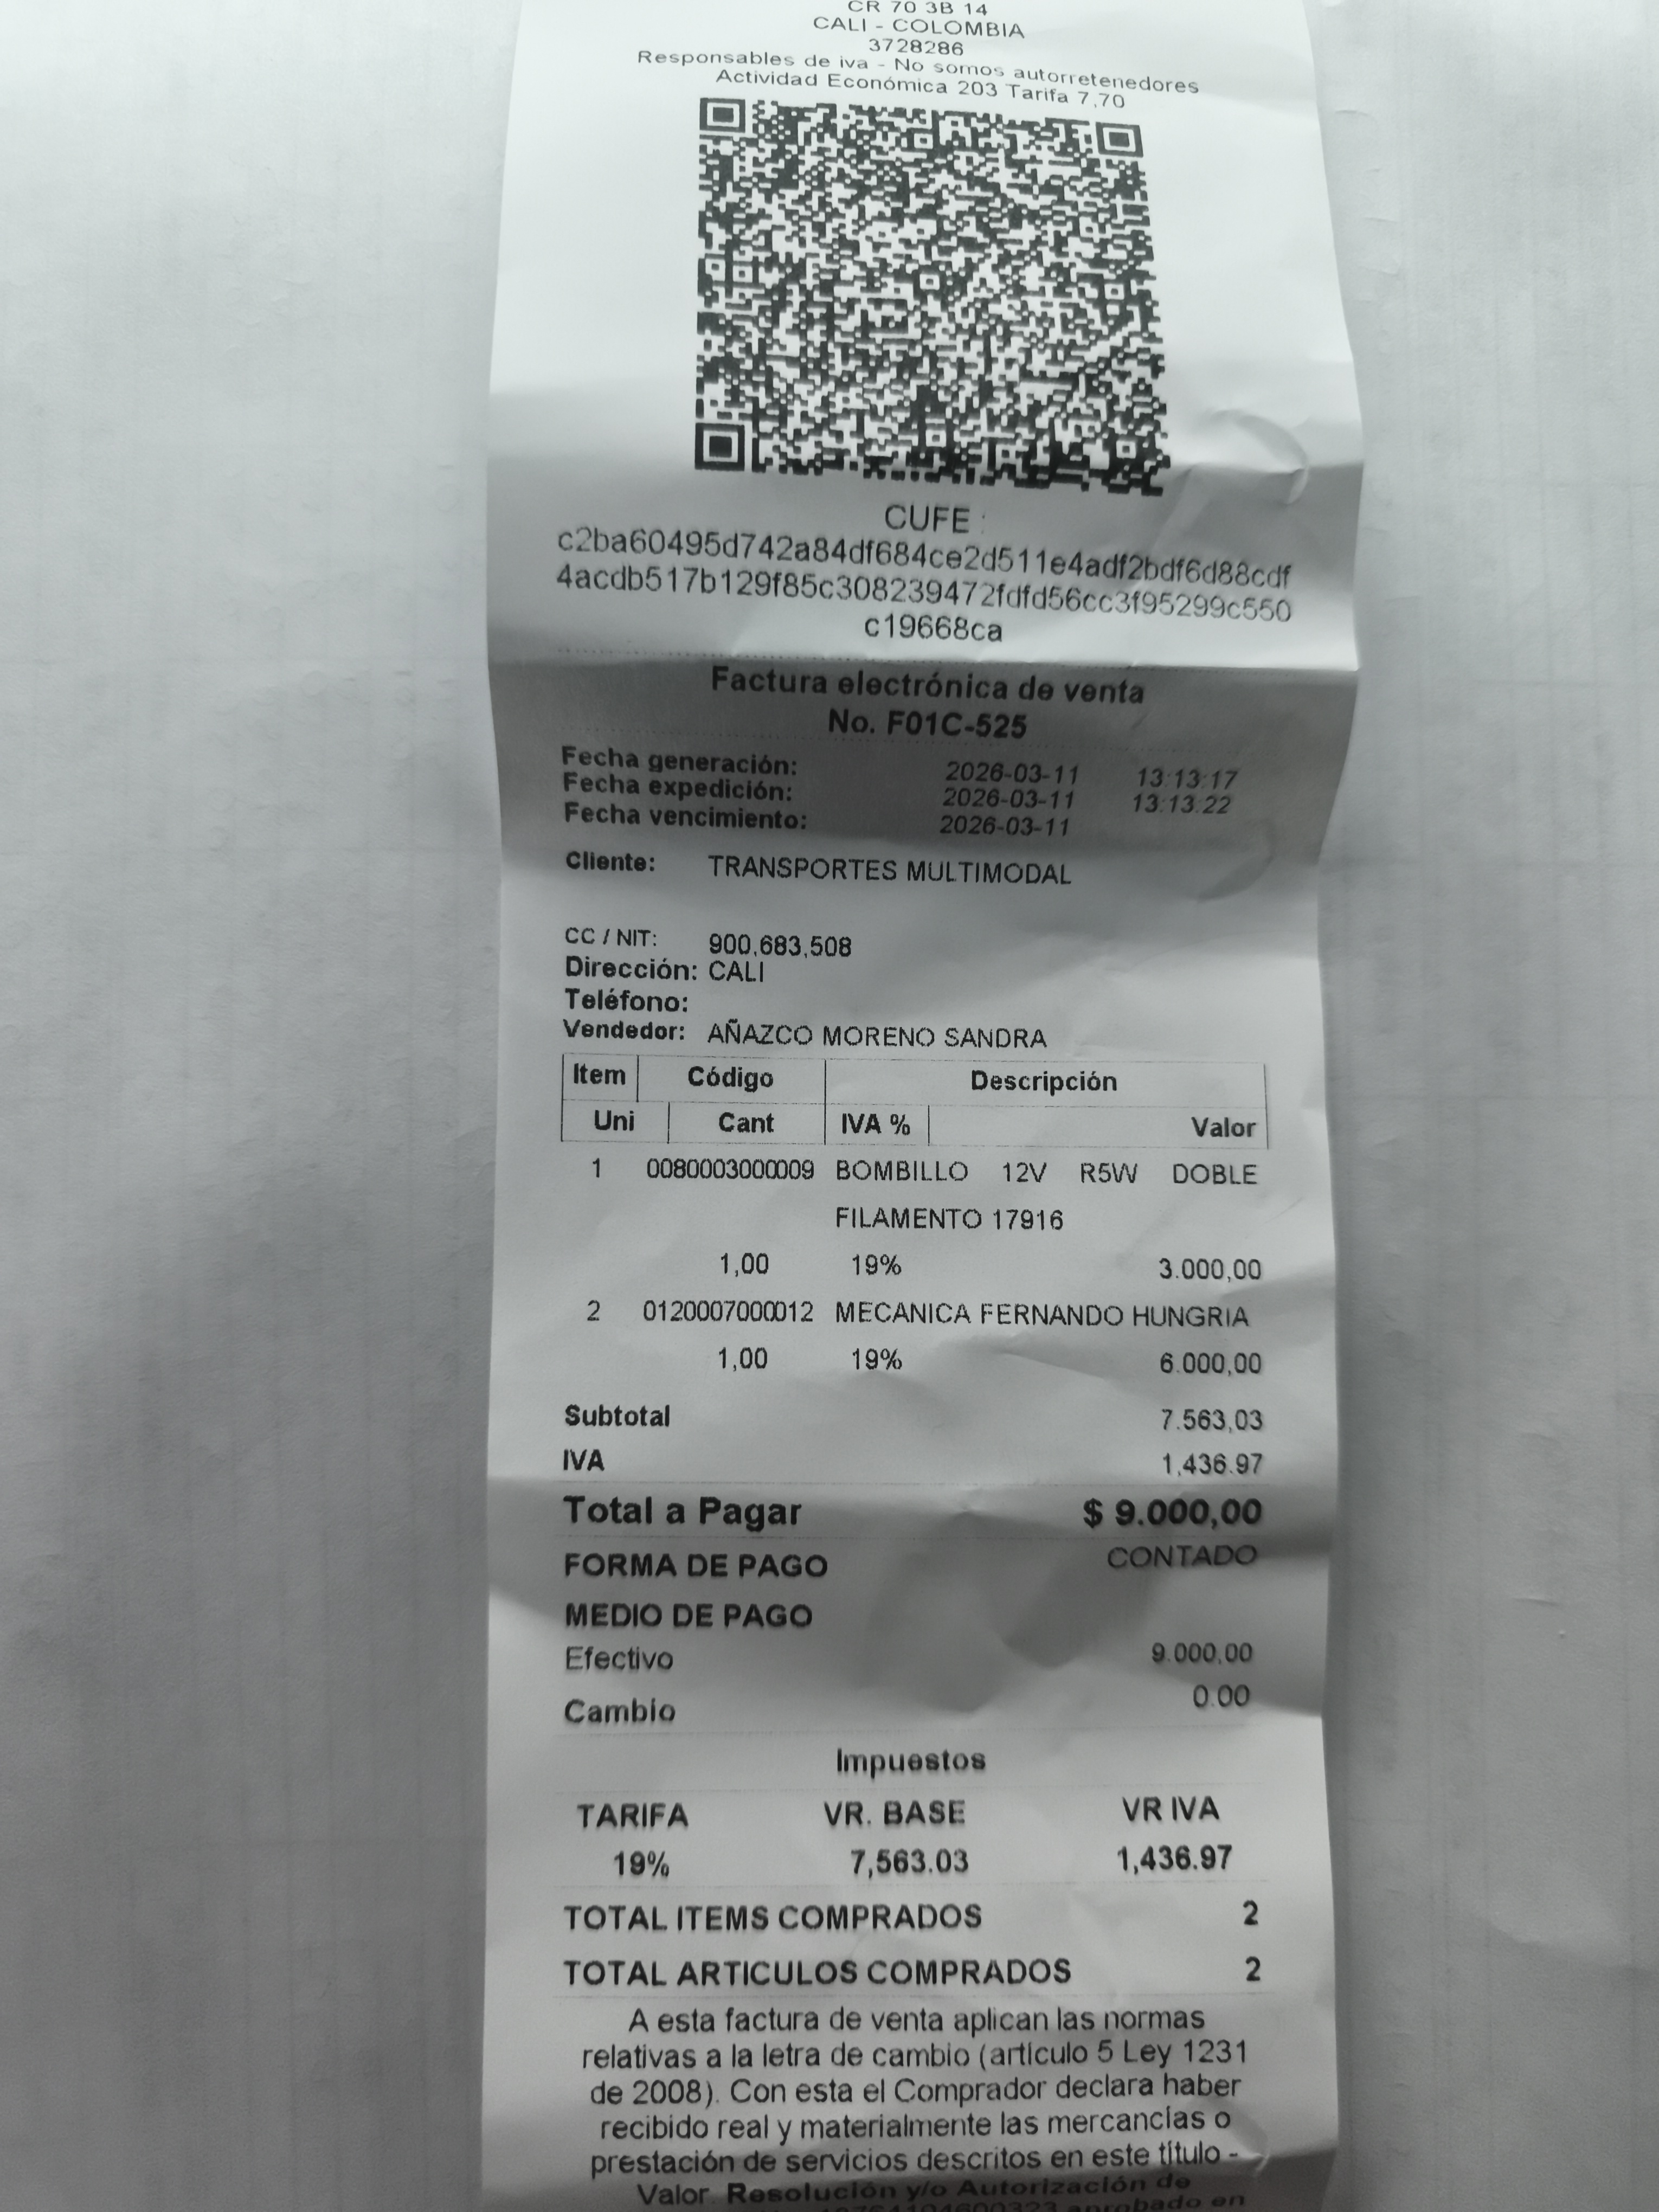 CR 70 3B 14
CALI - COLOMBIA
3728286
Responsables de iva - No somos autorretenedores
Actividad Económica 203 Tarifa 7,70
CUFE :
c2ba60495d742a84df684ce2d511e4adf2bdf6d88cdf
4acdb517b129f85c308239472fdfd56cc3f95299c550
c19668ca
Factura electrónica de venta
No. F01C-525
Fecha generación: 2026-03-11 13:13:17
Fecha expedición: 2026-03-11 13:13:22
Fecha vencimiento: 2026-03-11
Cliente: TRANSPORTES MULTIMODAL
CC / NIT: 900,683,508
Dirección: CALI
Teléfono:
Vendedor: AÑAZCO MORENO SANDRA
Item Código Descripción
Uni Cant IVA % Valor
1 0080003000009 BOMBILLO 12V R5W DOBLE
FILAMENTO 17916
1,00 19% 3.000,00
2 0120007000012 MECANICA FERNANDO HUNGRIA
1,00 19% 6.000,00
Subtotal 7.563,03
IVA 1,436.97
Total a Pagar $ 9.000,00
FORMA DE PAGO CONTADO
MEDIO DE PAGO
Efectivo 9.000,00
Cambio 0.00
Impuestos
TARIFA VR. BASE VR IVA
19% 7,563.03 1,436.97
TOTAL ITEMS COMPRADOS 2
TOTAL ARTICULOS COMPRADOS 2
A esta factura de venta aplican las normas
relativas a la letra de cambio (artículo 5 Ley 1231
de 2008). Con esta el Comprador declara haber
recibido real y materialmente las mercancías o
prestación de servicios descritos en este título -
Valor. Resolución y/o Autorización de
aprobado en